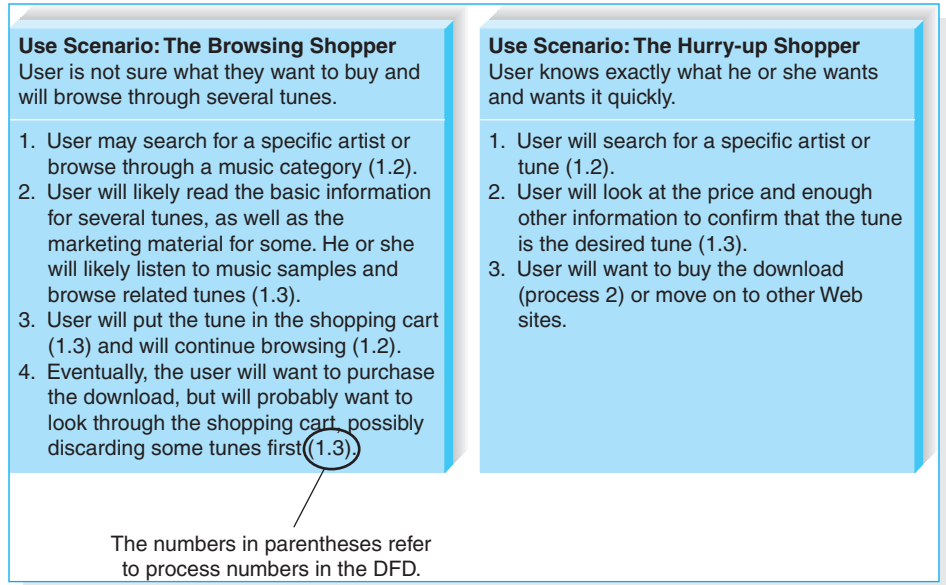 Use Scenario: The Browsing Shopper
User is not sure what they want to buy and
will browse through several tunes.
1. User may search for a specific artist or
browse through a music category (1.2).
2. User will likely read the basic information
for several tunes, as well as the
marketing material for some. He or she
will likely listen to music samples and
browse related tunes (1.3).
3. User will put the tune in the shopping cart
(1.3) and will continue browsing (1.2).
4. Eventually, the user will want to purchase
the download, but will probably want to
look through the shopping cart, possibly
discarding some tunes first (1.3).
Use Scenario: The Hurry-up Shopper
User knows exactly what he or she wants
and wants it quickly.
1. User will search for a specific artist or
tune (1.2).
2. User will look at the price and enough
other information to confirm that the tune
is the desired tune (1.3).
3. User will want to buy the download
(process 2) or move on to other Web
sites.
The numbers in parentheses refer
to process numbers in the DFD.